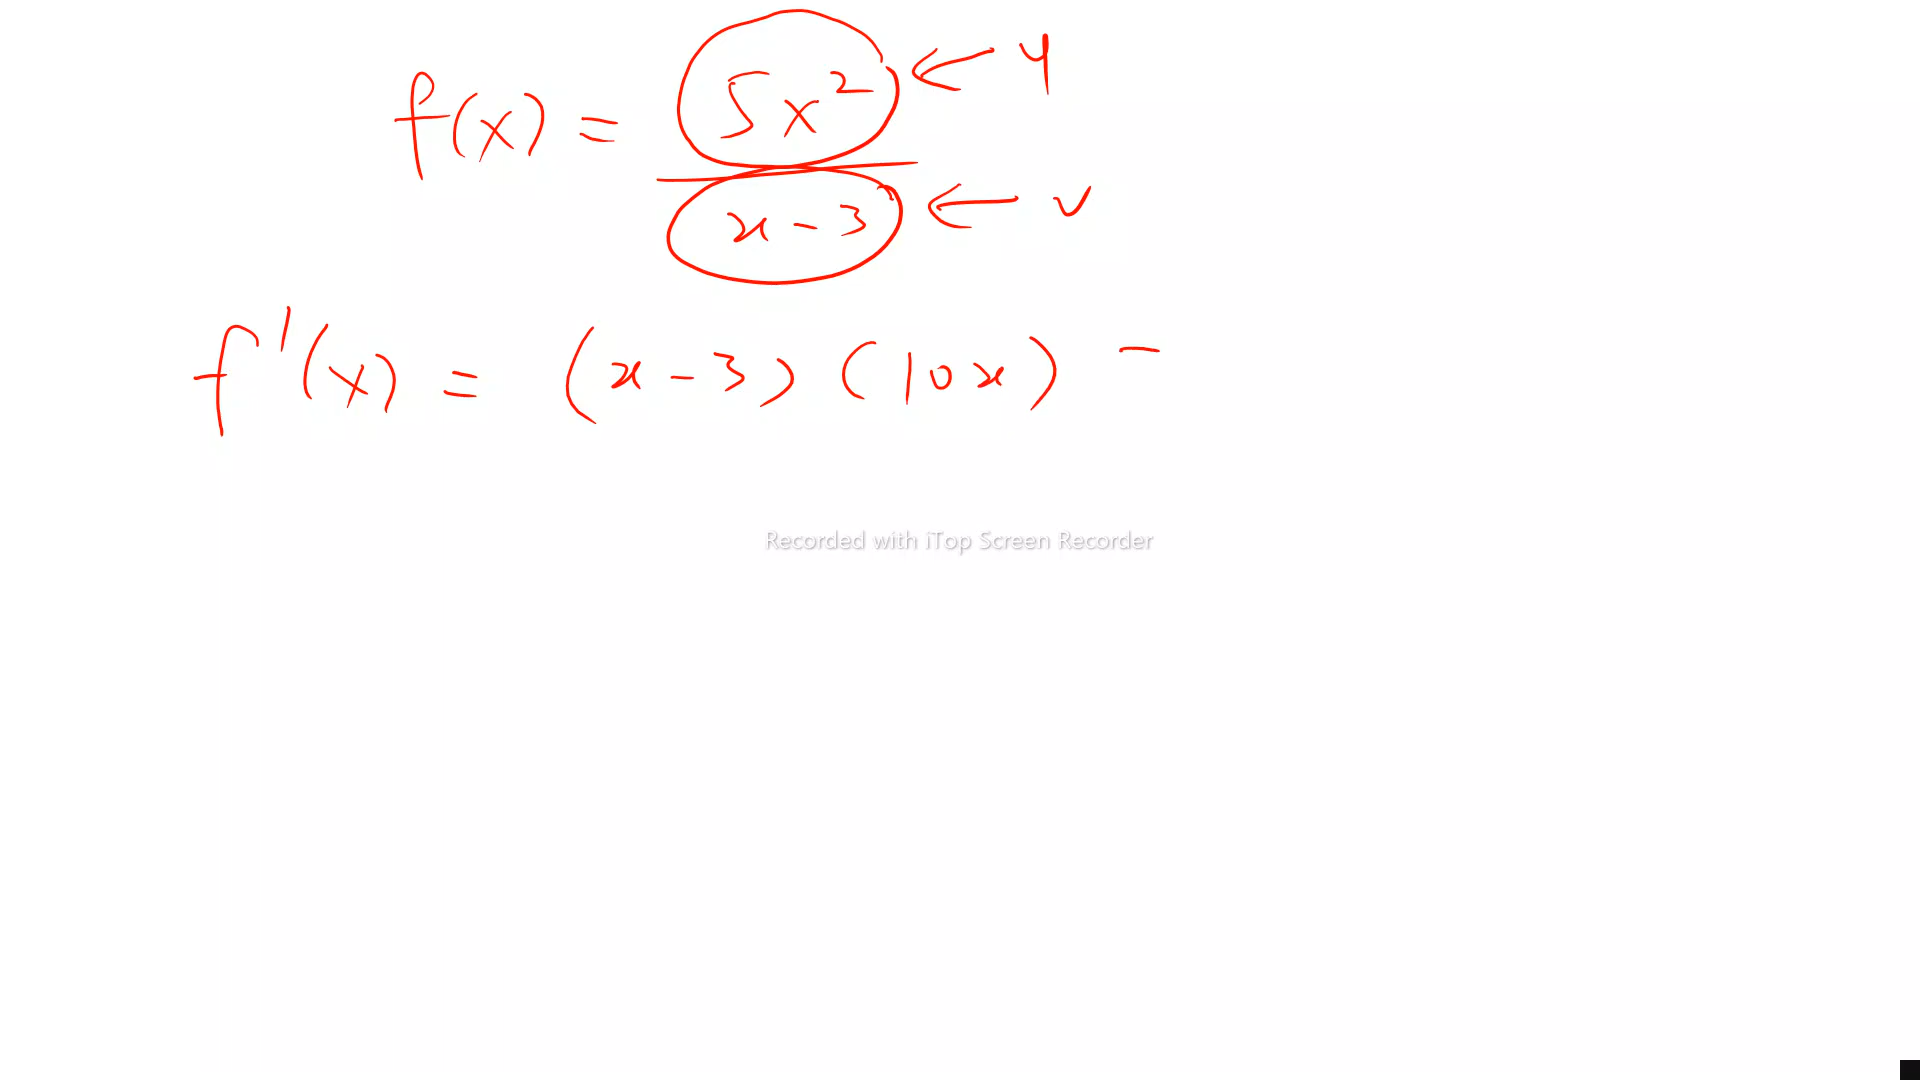 f(x) = 5x² / x - 3 ← u ← v
f'(x) = (x - 3) (10x) -
Recorded with iTop Screen Recorder